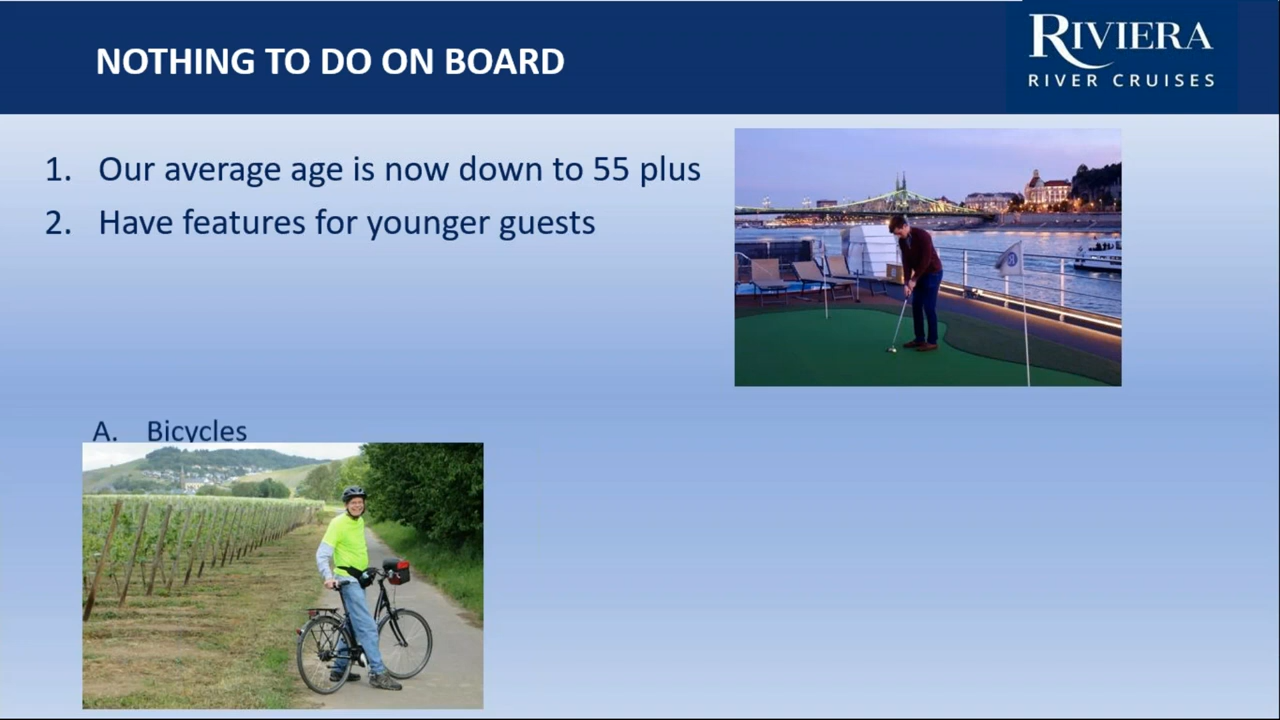 NOTHING TO DO ON BOARD
RIVIERA
RIVER CRUISES
1. Our average age is now down to 55 plus
2. Have features for younger guests
A. Bicycles